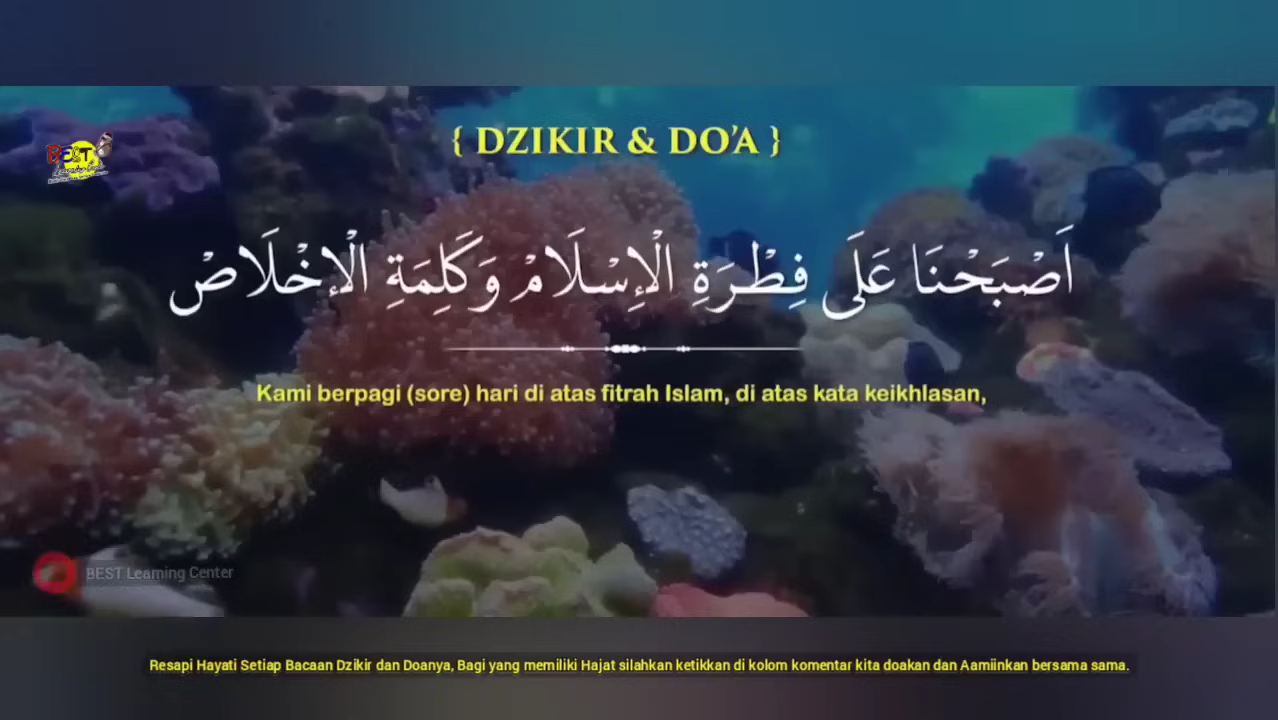 { DZIKIR & DO'A }
BEST
اَصْبَحْنَا عَلَى فِطْرَةِ الْاِسْلَامْ وَكَلِمَةِ الْاِخْلَاصْ
Kami berpagi (sore) hari di atas fitrah Islam, di atas kata keikhlasan,
BEST Learning Center
Resapi Hayati Setiap Bacaan Dzikir dan Doanya, Bagi yang memiliki Hajat silahkan ketikkan di kolom komentar kita doakan dan Aamiinkan bersama sama.